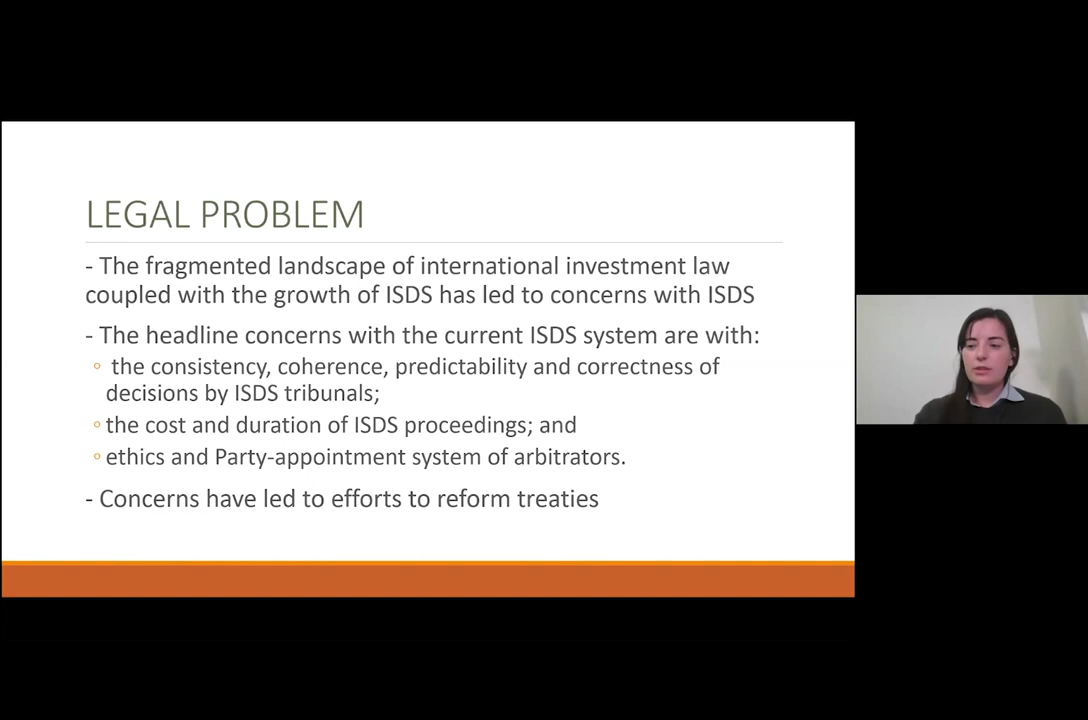 LEGAL PROBLEM
- The fragmented landscape of international investment law
coupled with the growth of ISDS has led to concerns with ISDS
- The headline concerns with the current ISDS system are with:
◦ the consistency, coherence, predictability and correctness of
decisions by ISDS tribunals;
◦ the cost and duration of ISDS proceedings; and
◦ ethics and Party-appointment system of arbitrators.
- Concerns have led to efforts to reform treaties